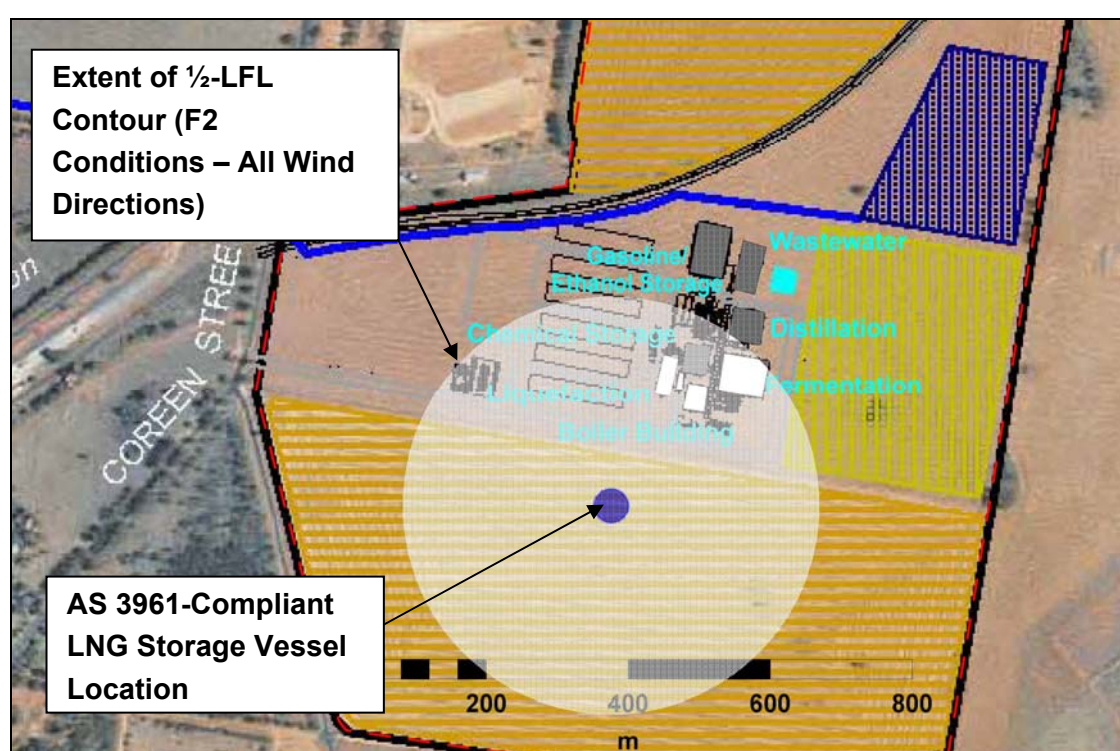 Extent of ½-LFL
Contour (F2
Conditions – All Wind
Directions)
Wastewater
Gasoline/
Ethanol Storage
Chemical Storage
Distillation
Liquefaction
Fermentation
Boiler Building
COREEN STREE
AS 3961-Compliant
LNG Storage Vessel
Location
200
400
600
800
m